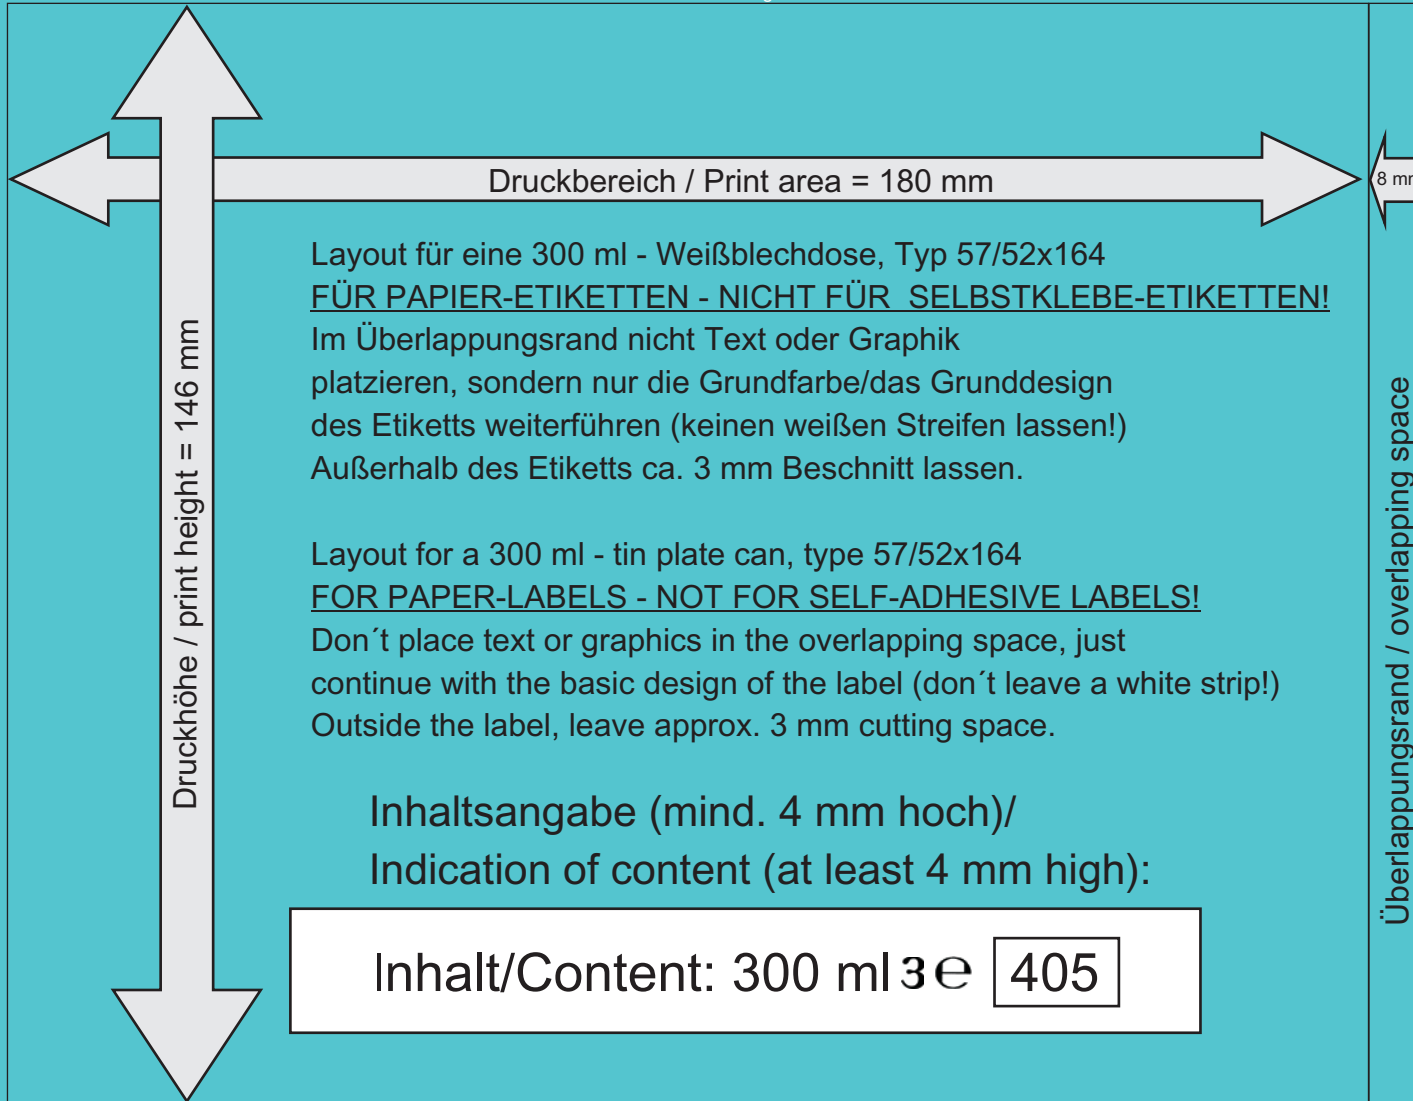 Druckbereich / Print area = 180 mm
8 mm
Layout für eine 300 ml - Weißblechdose, Typ 57/52x164
FÜR PAPIER-ETIKETTEN - NICHT FÜR SELBSTKLEBE-ETIKETTEN!
Im Überlappungsrand nicht Text oder Graphik
platzieren, sondern nur die Grundfarbe/das Grunddesign
des Etiketts weiterführen (keinen weißen Streifen lassen!)
Außerhalb des Etiketts ca. 3 mm Beschnitt lassen.
Layout for a 300 ml - tin plate can, type 57/52x164
FOR PAPER-LABELS - NOT FOR SELF-ADHESIVE LABELS!
Don´t place text or graphics in the overlapping space, just
continue with the basic design of the label (don´t leave a white strip!)
Outside the label, leave approx. 3 mm cutting space.
Druckhöhe / print height = 146 mm
Überlappungsrand / overlapping space
Inhaltsangabe (mind. 4 mm hoch)/
Indication of content (at least 4 mm high):
Inhalt/Content: 300 ml 3 ℮ 405